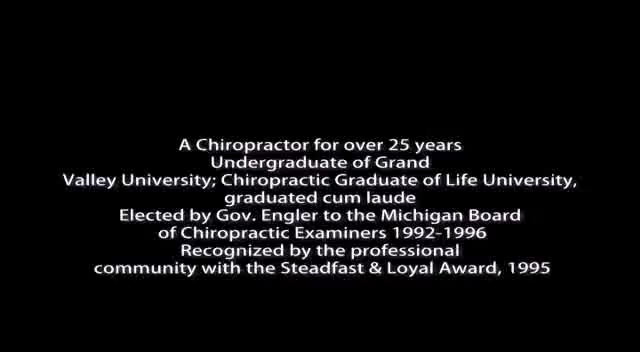 A Chiropractor for over 25 years
Undergraduate of Grand
Valley University; Chiropractic Graduate of Life University,
graduated cum laude
Elected by Gov. Engler to the Michigan Board
of Chiropractic Examiners 1992-1996
Recognized by the professional
community with the Steadfast & Loyal Award, 1995